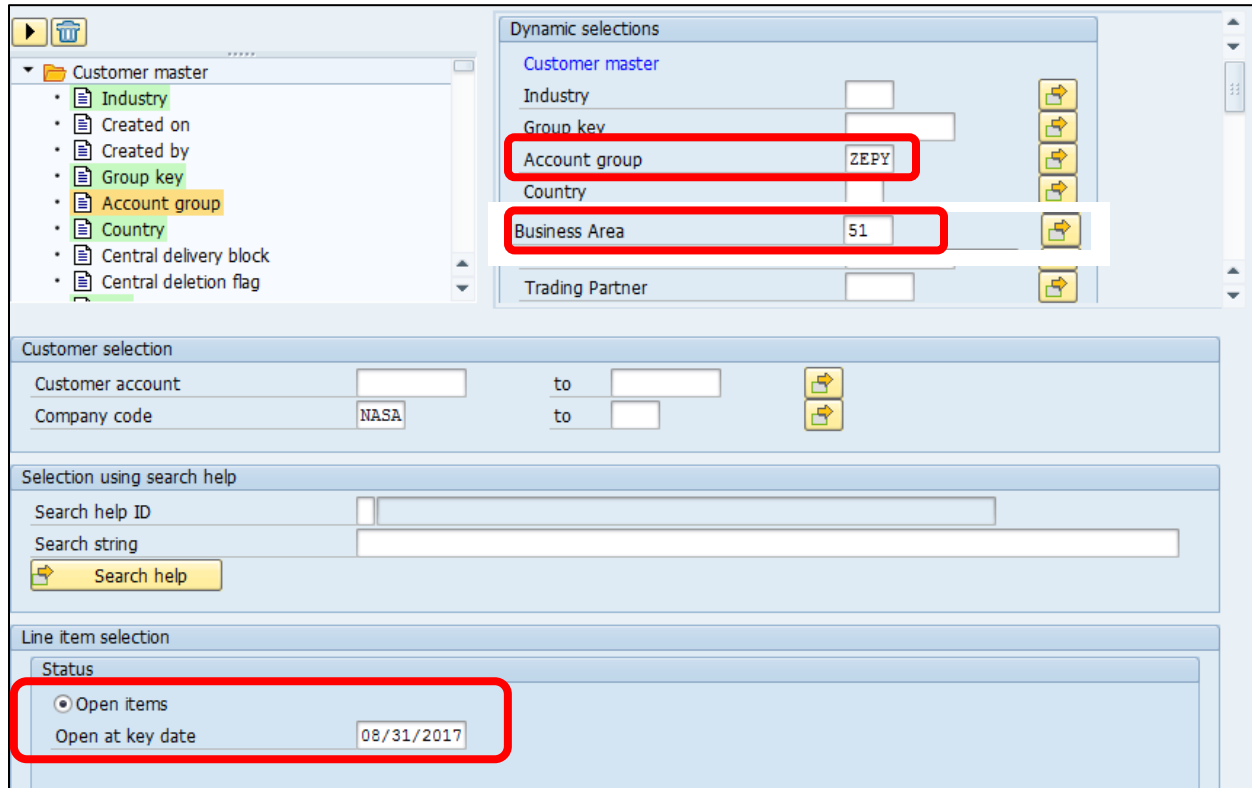 Customer master
Industry
Created on
Created by
Group key
Account group
Country
Central delivery block
Central deletion flag
Dynamic selections
Customer master
Industry
Group key
Account group ZEPY
Country
Business Area 51
Trading Partner
Customer selection
Customer account to
Company code NASA to
Selection using search help
Search help ID
Search string
Search help
Line item selection
Status
Open items
Open at key date 08/31/2017